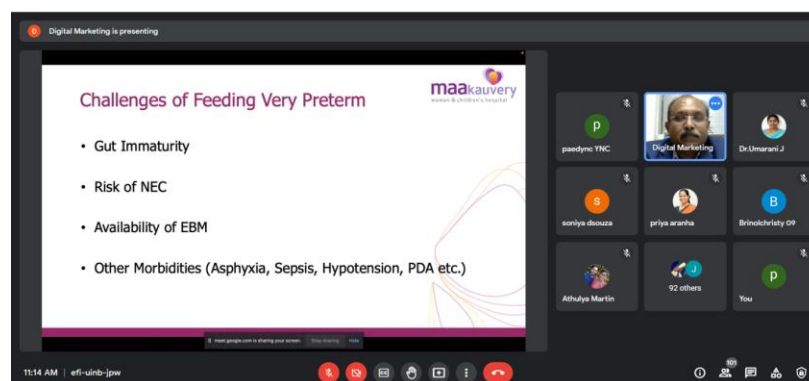 D Digital Marketing is presenting
maakauvery
women & children's hospital
Challenges of Feeding Very Preterm
• Gut Immaturity
• Risk of NEC
• Availability of EBM
• Other Morbidities (Asphyxia, Sepsis, Hypotension, PDA etc.)
meet.google.com is sharing your screen. Stop sharing Hide
p
paedync YNC
Digital Marketing
Dr.Umarani J
s
soniya dsouza
priya aranha
B
Brinolchristy 09
Athulya Martin
J
92 others
p
You
11:14 AM | efi-uinb-jpw
101